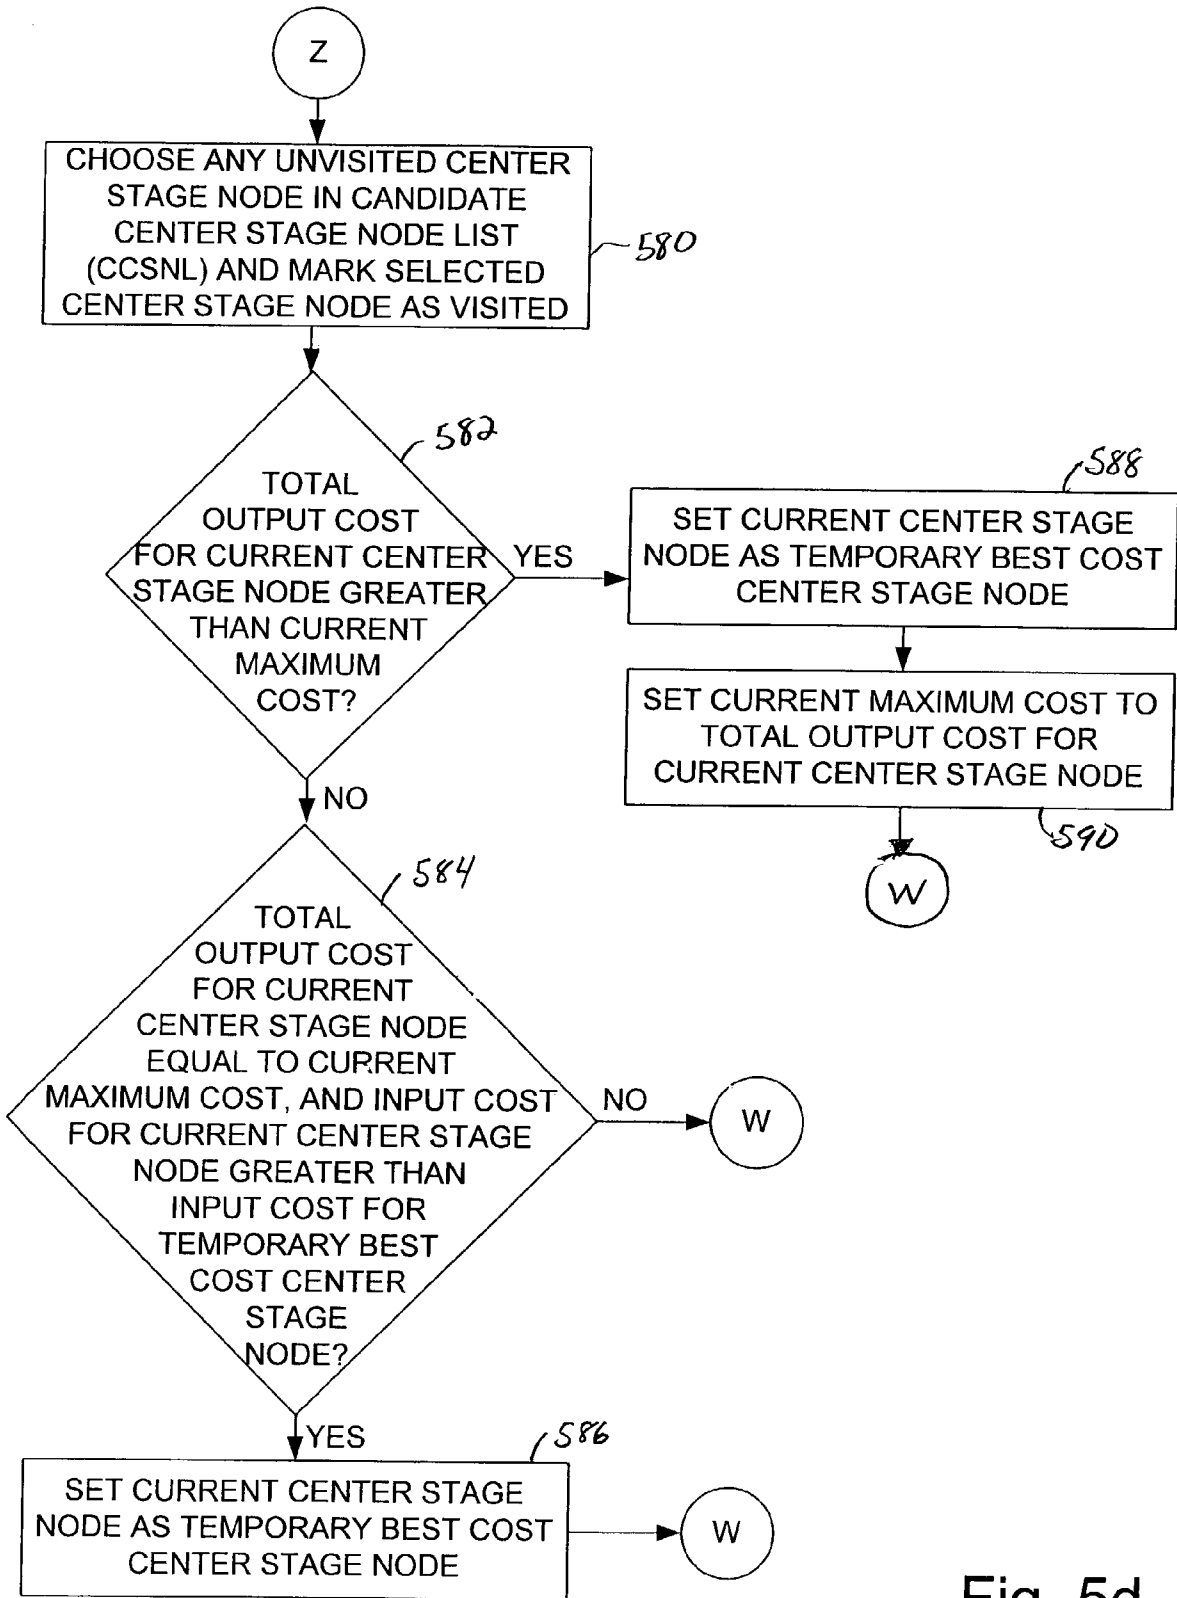 Z
CHOOSE ANY UNVISITED CENTER
STAGE NODE IN CANDIDATE
CENTER STAGE NODE LIST
(CCSNL) AND MARK SELECTED
CENTER STAGE NODE AS VISITED
580
582
TOTAL
OUTPUT COST
FOR CURRENT CENTER
STAGE NODE GREATER
THAN CURRENT
MAXIMUM
COST?
YES
588
SET CURRENT CENTER STAGE
NODE AS TEMPORARY BEST COST
CENTER STAGE NODE
SET CURRENT MAXIMUM COST TO
TOTAL OUTPUT COST FOR
CURRENT CENTER STAGE NODE
590
W
NO
584
TOTAL
OUTPUT COST
FOR CURRENT
CENTER STAGE NODE
EQUAL TO CURRENT
MAXIMUM COST, AND INPUT COST
FOR CURRENT CENTER STAGE
NODE GREATER THAN
INPUT COST FOR
TEMPORARY BEST
COST CENTER
STAGE
NODE?
NO
W
YES
586
SET CURRENT CENTER STAGE
NODE AS TEMPORARY BEST COST
CENTER STAGE NODE
W
Fig. 5d